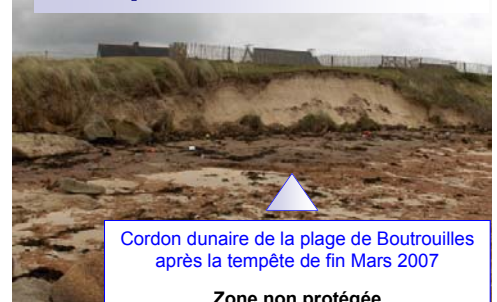 Cordon dunaire de la plage de Boutrouilles
après la tempête de fin Mars 2007
Zone non protégée